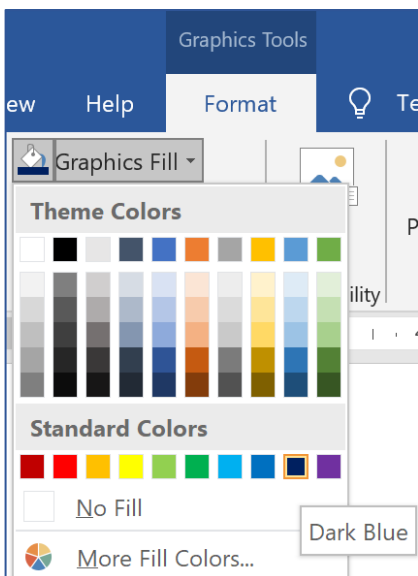 Graphics Tools
ew Help Format Te
Graphics Fill
P
Theme Colors
ility
Standard Colors
No Fill
Dark Blue
More Fill Colors...